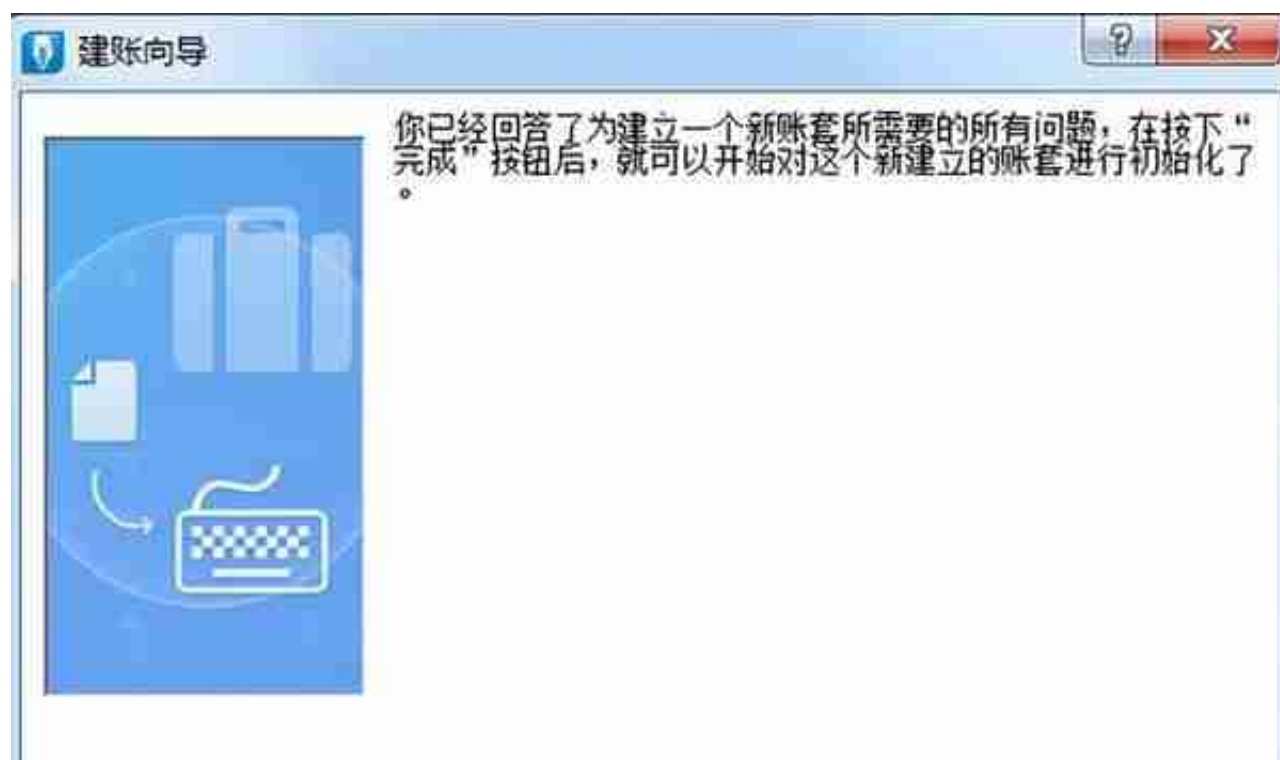 建账向导
你已经回答了为建立一个新账套所需要的所有问题，在按下“
完成”按钮后，就可以开始对这个新建立的账套进行初始化了
。